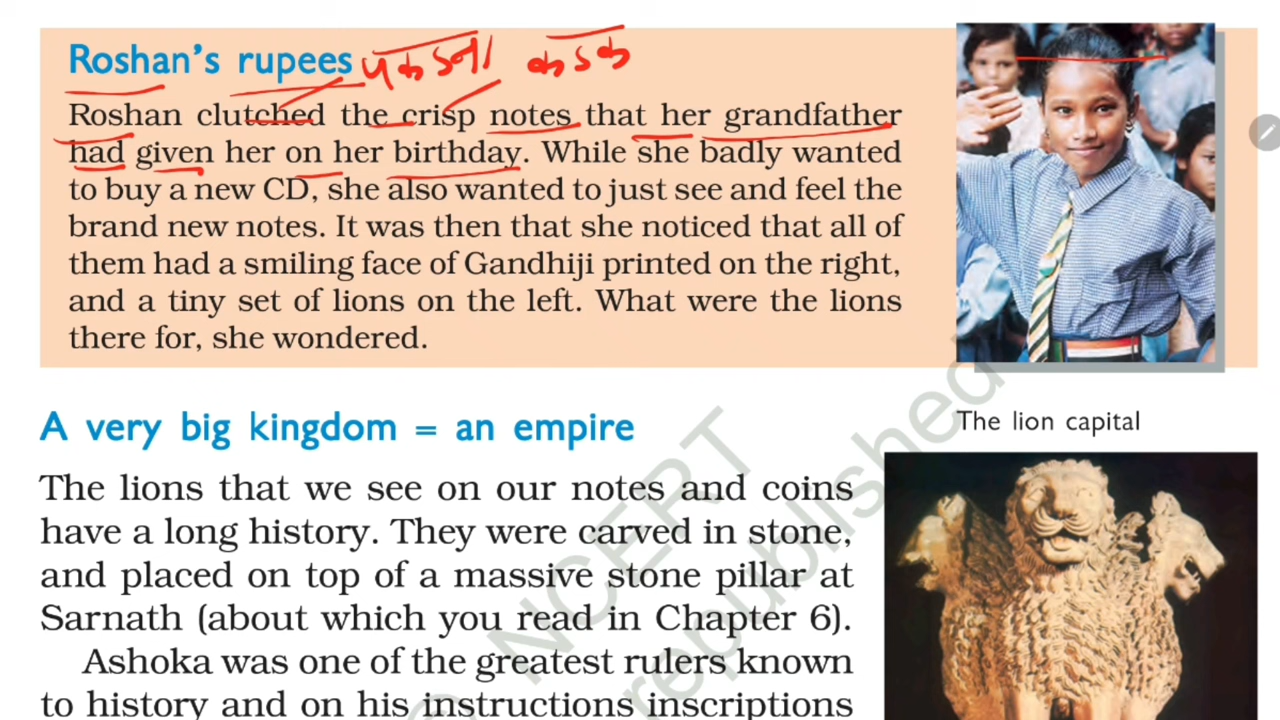 Roshan's rupees पकडना कडक
Roshan clutched the crisp notes that her grandfather
had given her on her birthday. While she badly wanted
to buy a new CD, she also wanted to just see and feel the
brand new notes. It was then that she noticed that all of
them had a smiling face of Gandhiji printed on the right,
and a tiny set of lions on the left. What were the lions
there for, she wondered.
A very big kingdom = an empire
The lion capital
The lions that we see on our notes and coins
have a long history. They were carved in stone,
and placed on top of a massive stone pillar at
Sarnath (about which you read in Chapter 6).
Ashoka was one of the greatest rulers known
to history and on his instructions inscriptions
NCERT
republished